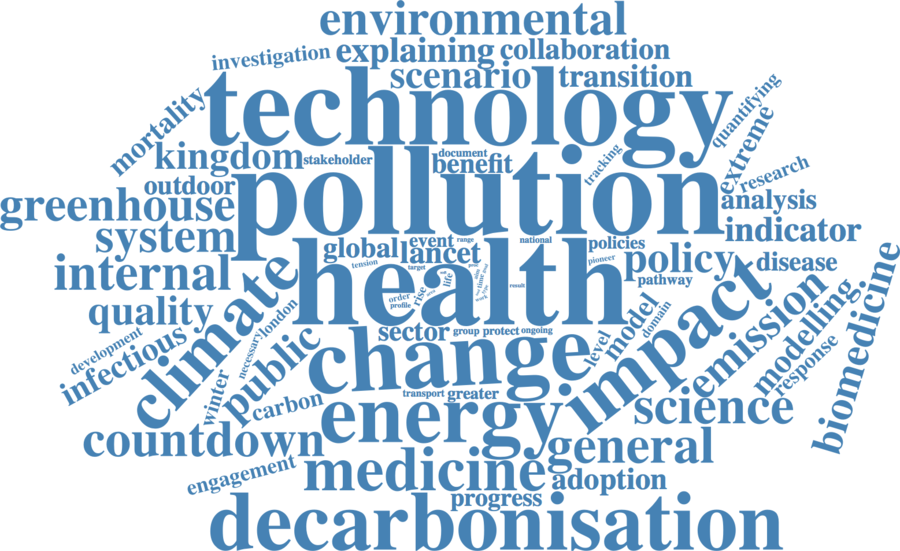 environmental
investigation explaining collaboration
scenario transition
technology
mortality
quantifying
kingdom stakeholder document
benefit tracking extreme
outdoor pollution research
greenhouse analysis
system global event range national policies indicator
lancet pioneer
internal tension target policy disease
health pathway
quality climate order profile rise life time work result
impact
sector group protect ongoing level model domain
development infectious necessary london
change emission modelling response biomedicine
winter public carbon transport greater
countdown energy science
general
engagement medicine adoption
progress
decarbonisation